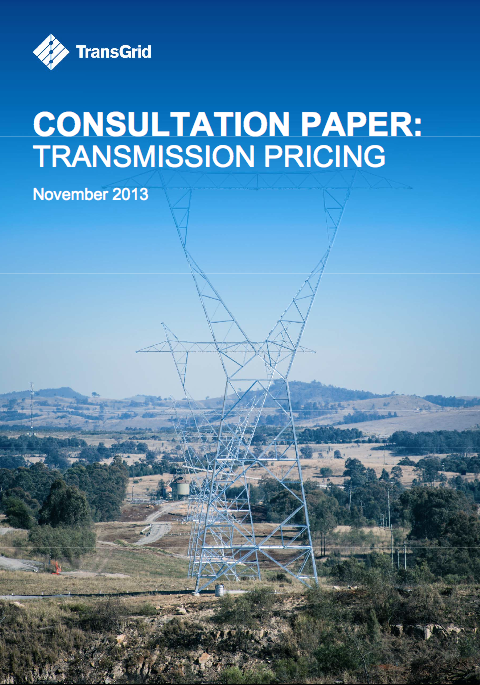 TransGrid
CONSULTATION PAPER:
TRANSMISSION PRICING
November 2013